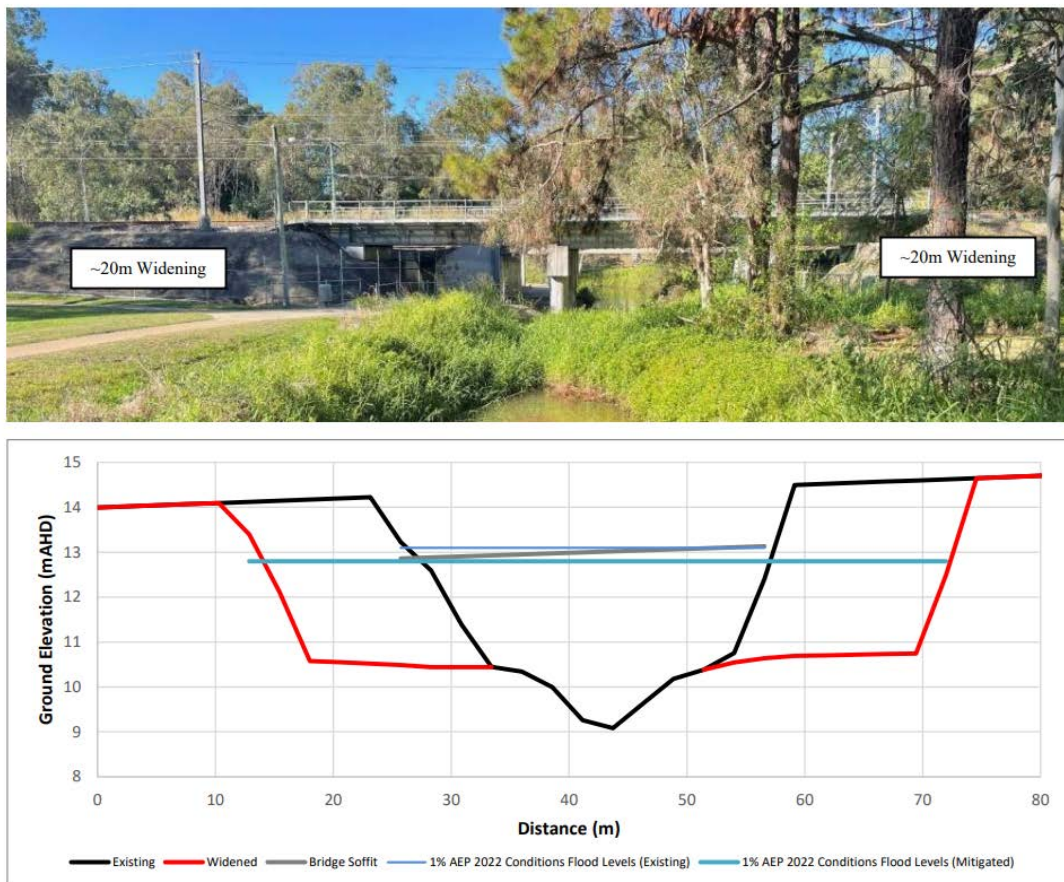 ~20m Widening
~20m Widening
15
14
13
12
11
10
9
8
Ground Elevation (mAHD)
0 10 20 30 40 50 60 70 80
Distance (m)
Existing Widened Bridge Soffit 1% AEP 2022 Conditions Flood Levels (Existing) 1% AEP 2022 Conditions Flood Levels (Mitigated)